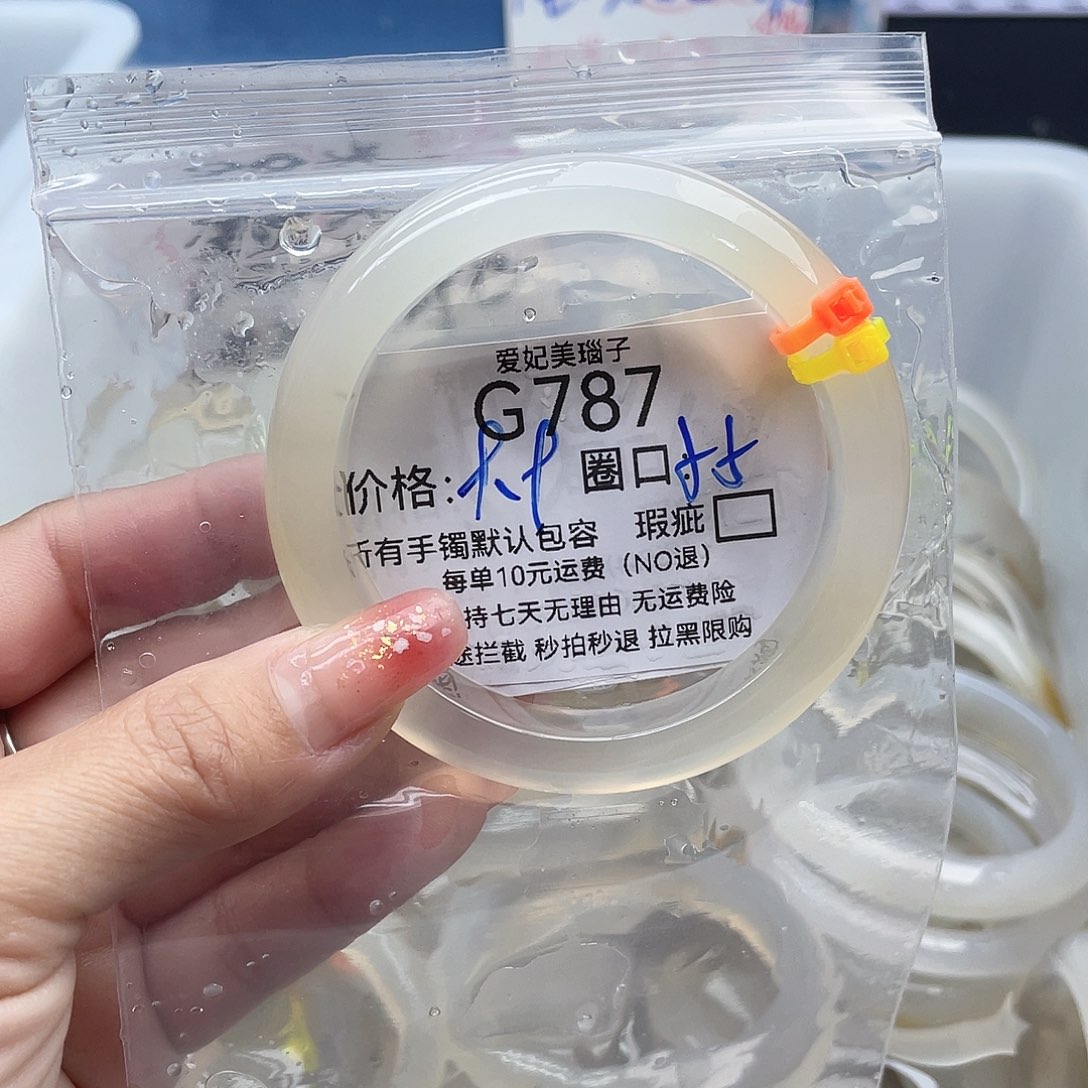 爱妃美瑙子
G787
价格: 圈口:
所有手镯默认包容 瑕疵
每单10元运费（NO退）
持七天无理由 无运费险
途拦截 秒拍秒退 拉黑限购